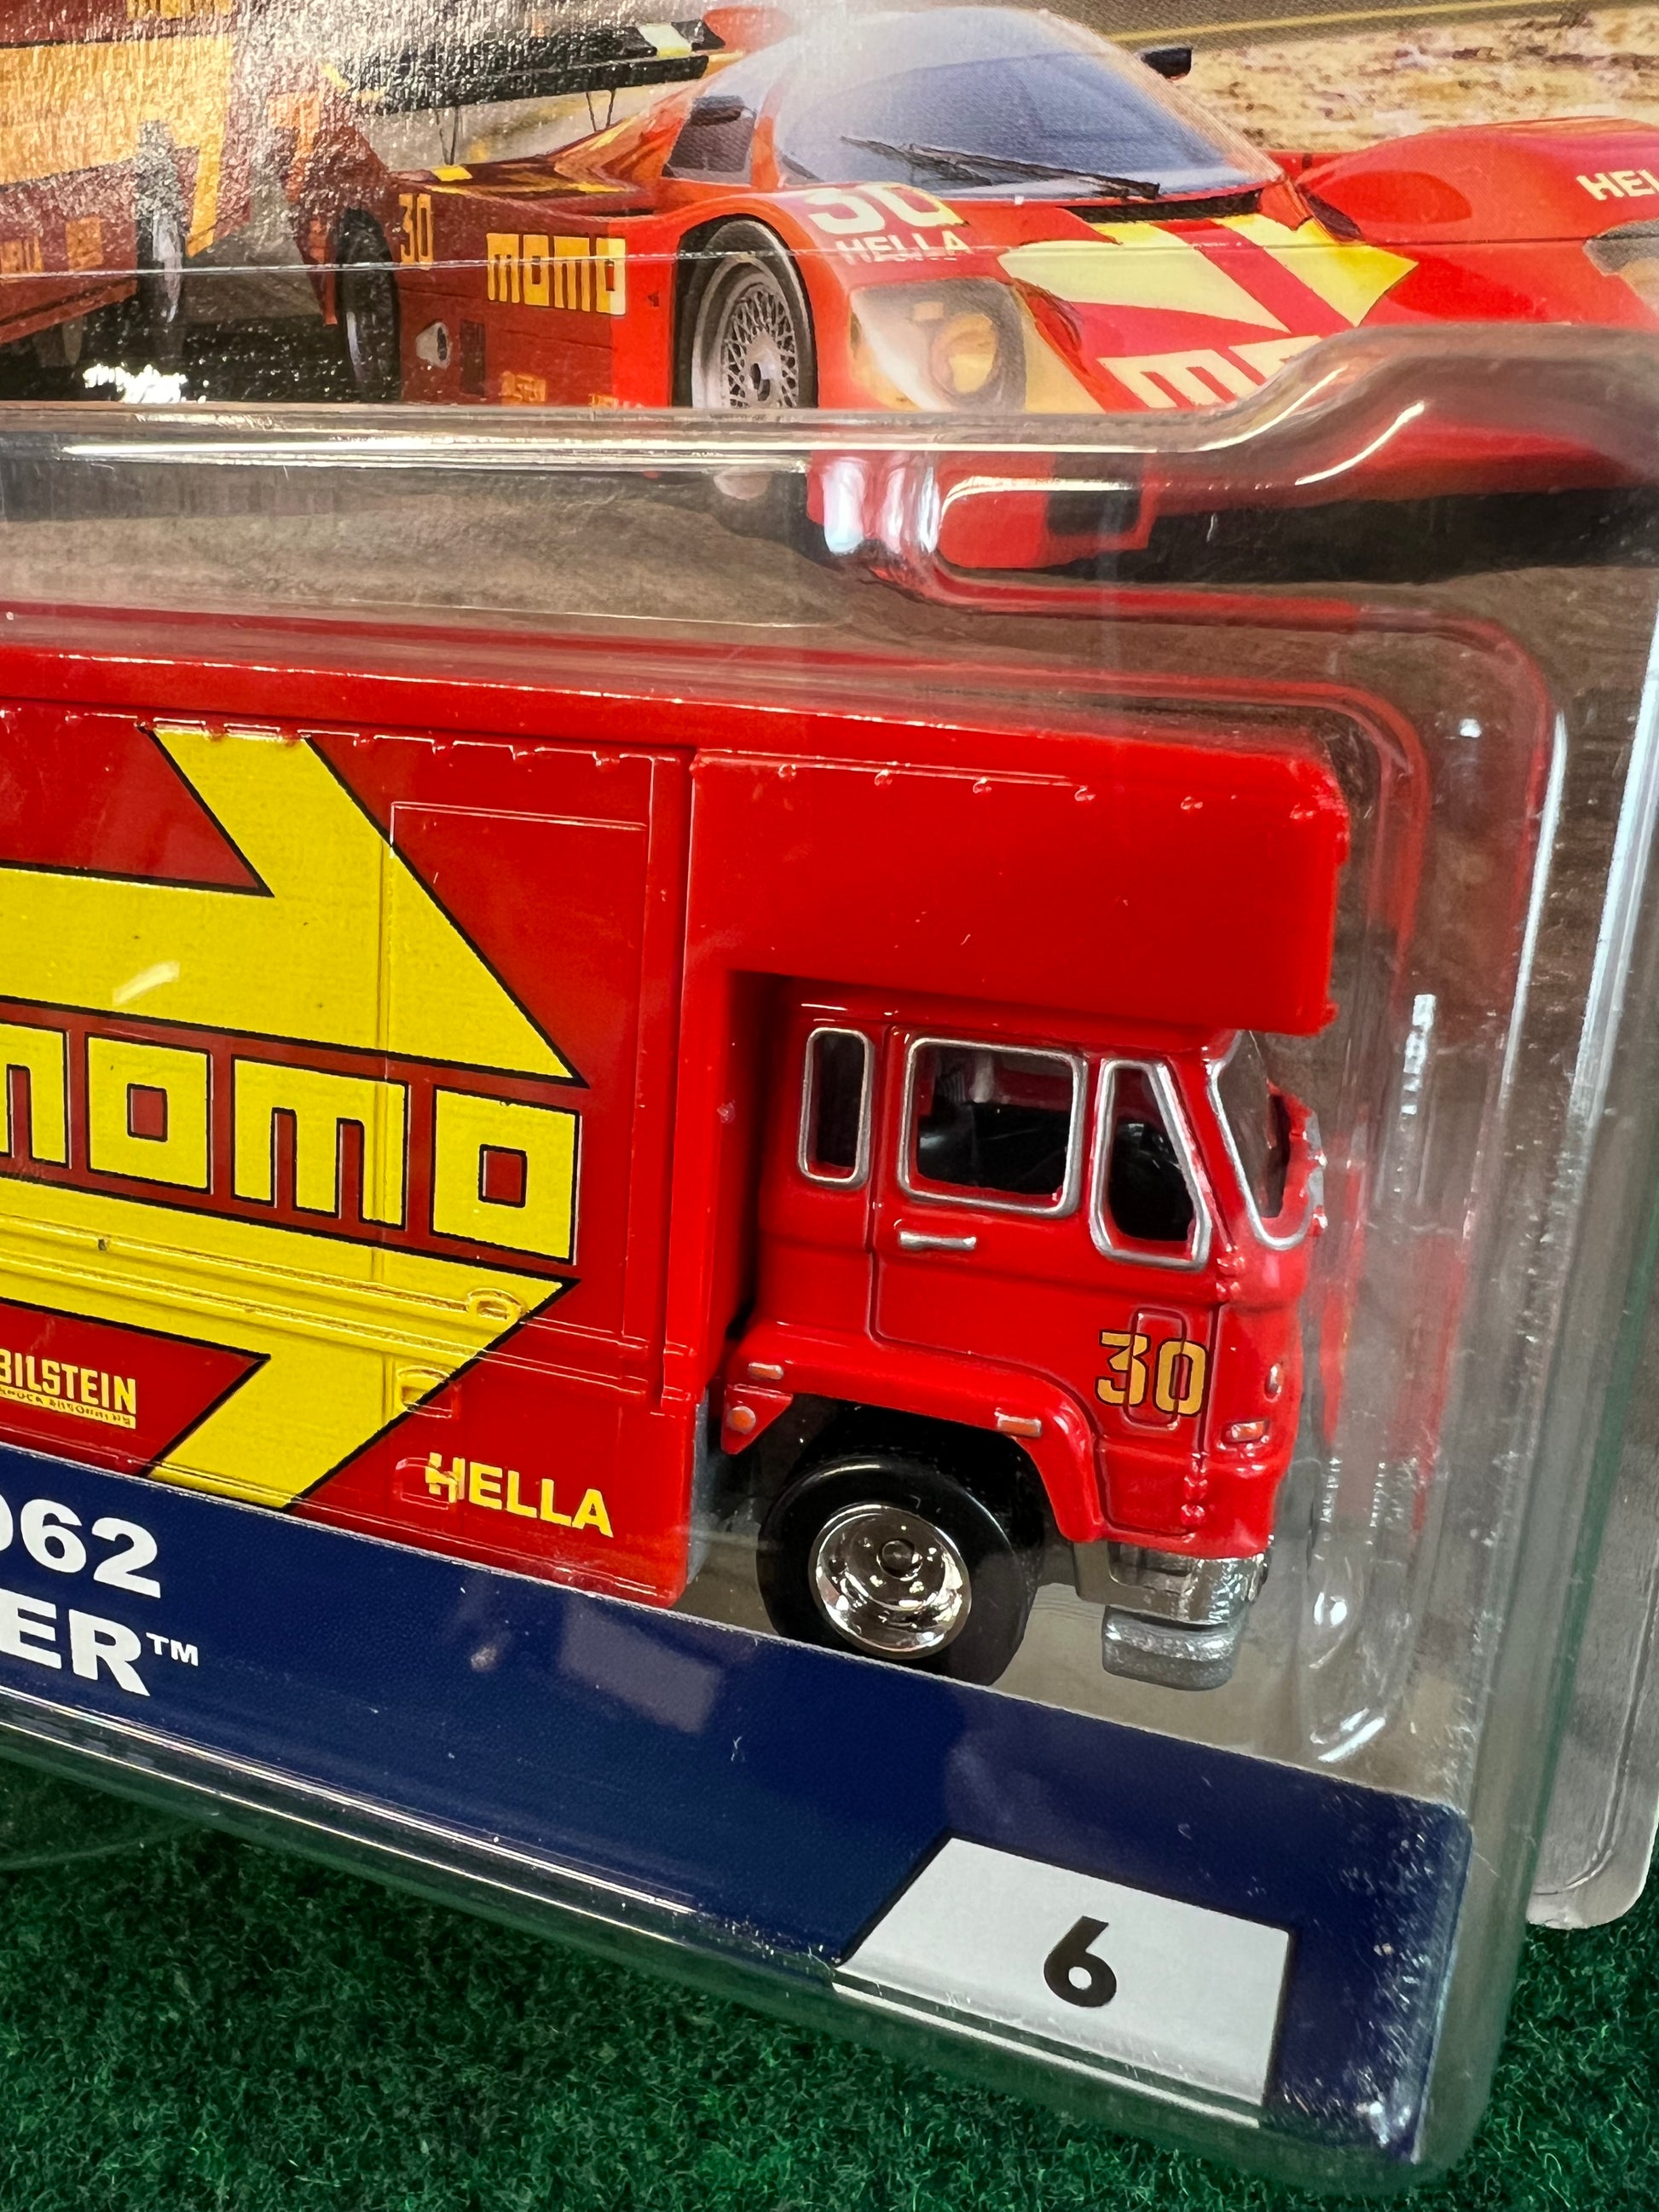 30
momo
30
HELLA
HEL
mo
momo
BILSTEIN
HELLA
30
962
ER™
6